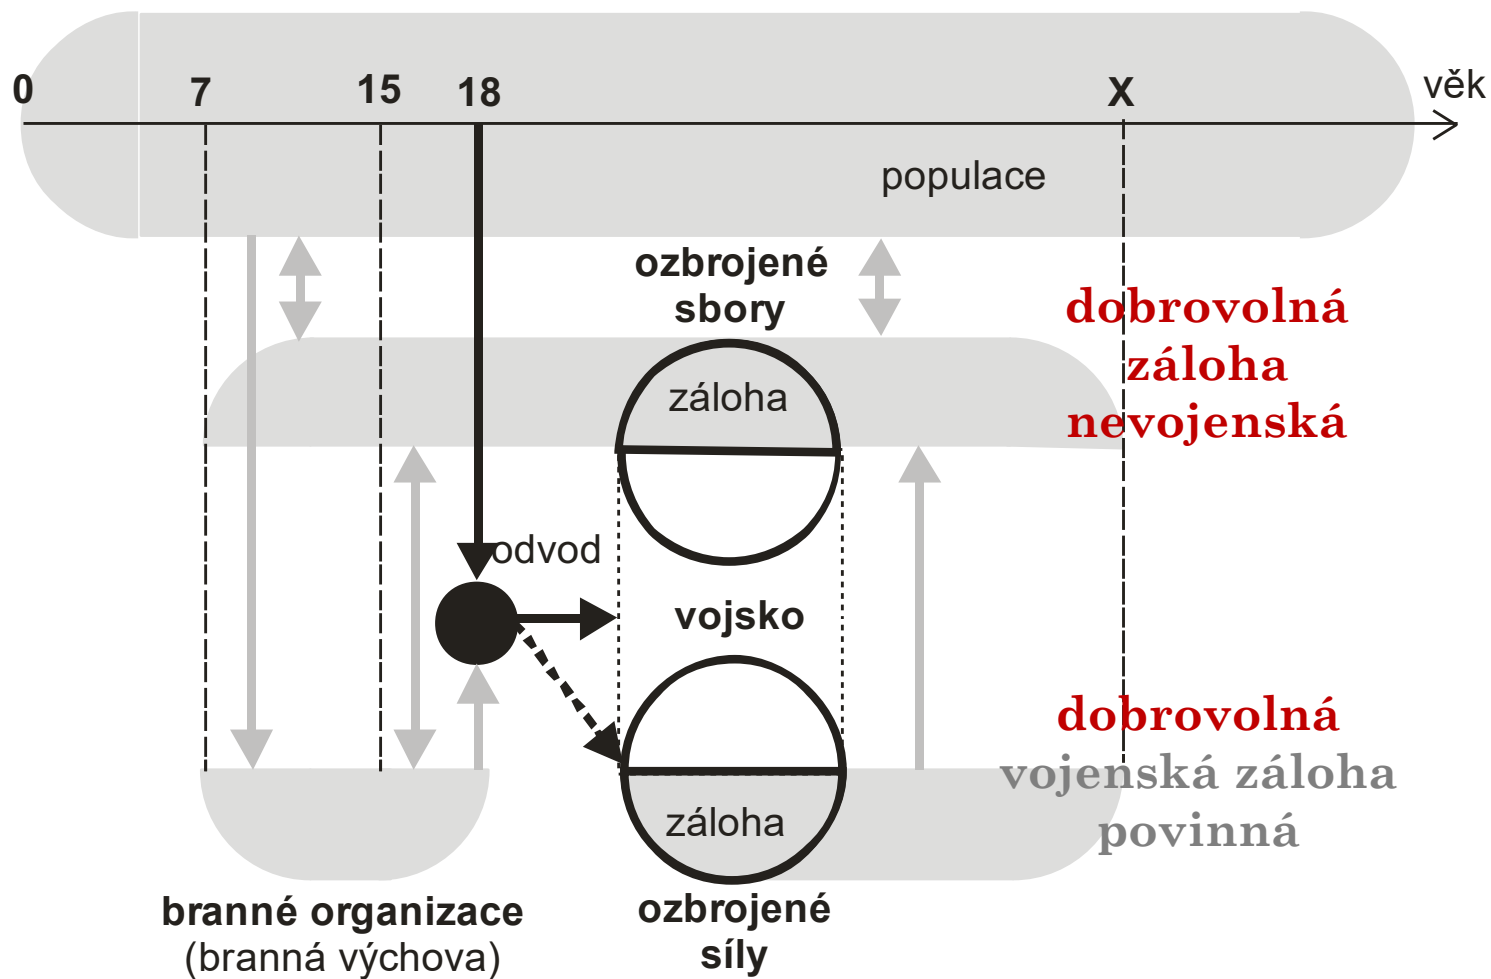 0
7
15
18
X
věk
populace
ozbrojené
sbory
dobrovolná
záloha
nevojenská
záloha
odvod
vojsko
dobrovolná
vojenská záloha
povinná
záloha
branné organizace
(branná výchova)
ozbrojené
síly